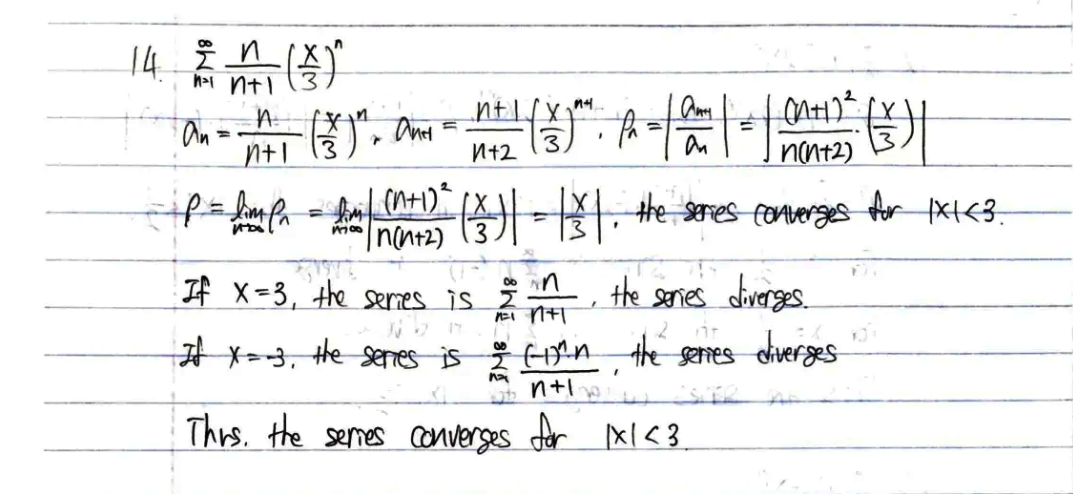 14. $\sum_{n=1}^{\infty} \frac{n}{n+1} \left(\frac{x}{3}\right)^n$
$a_n = \frac{n}{n+1} \left(\frac{x}{3}\right)^n, a_{n+1} = \frac{n+1}{n+2} \left(\frac{x}{3}\right)^{n+1}, \rho_n = \left|\frac{a_{n+1}}{a_n}\right| = \left|\frac{(n+1)^2}{n(n+2)} \cdot \left(\frac{x}{3}\right)\right|$
$\rho = \lim_{n\to\infty} \rho_n = \lim_{n\to\infty} \left|\frac{(n+1)^2}{n(n+2)} \left(\frac{x}{3}\right)\right| = \left|\frac{x}{3}\right|$, the series converges for $|x|<3$.
If $x=3$, the series is $\sum_{n=1}^{\infty} \frac{n}{n+1}$, the series diverges.
If $x=-3$, the series is $\sum_{n=1}^{\infty} \frac{(-1)^n \cdot n}{n+1}$, the series diverges
Thus, the series converges for $|x|<3$